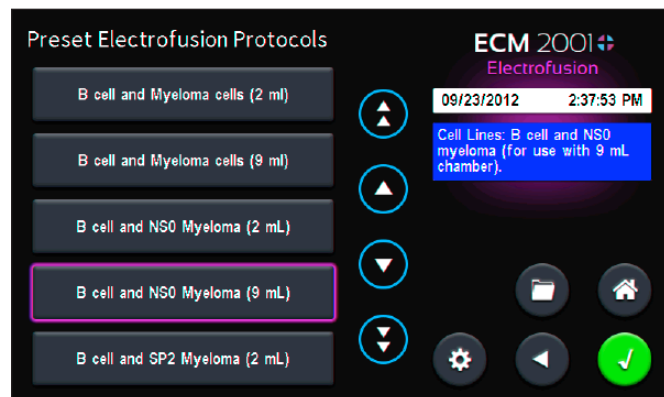 Preset Electrofusion Protocols
B cell and Myeloma cells (2 ml)
B cell and Myeloma cells (9 ml)
B cell and NS0 Myeloma (2 mL)
B cell and NS0 Myeloma (9 mL)
B cell and SP2 Myeloma (2 mL)
ECM 2001+
Electrofusion
09/23/2012 2:37:53 PM
Cell Lines: B cell and NS0
myeloma (for use with 9 mL
chamber).